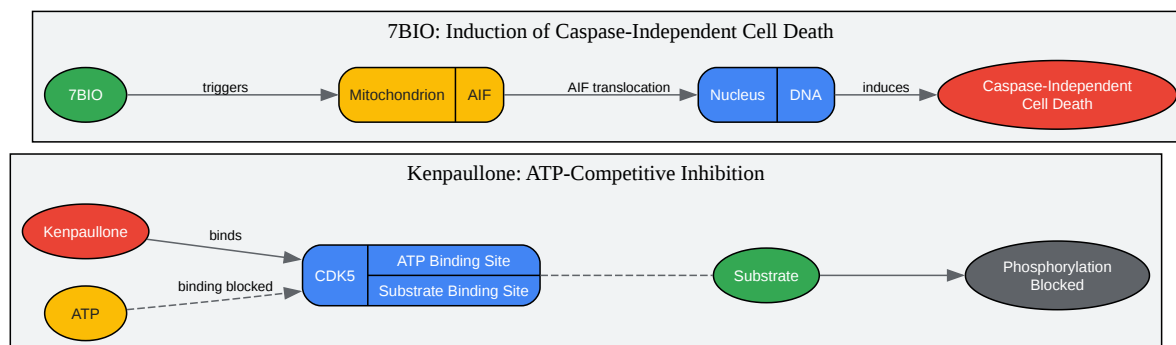 7BIO: Induction of Caspase-Independent Cell Death
7BIO
triggers
Mitochondrion
AIF
AIF translocation
Nucleus
DNA
induces
Caspase-Independent
Cell Death
Kenpaullone: ATP-Competitive Inhibition
Kenpaullone
binds
ATP
binding blocked
CDK5
ATP Binding Site
Substrate Binding Site
Substrate
Phosphorylation
Blocked